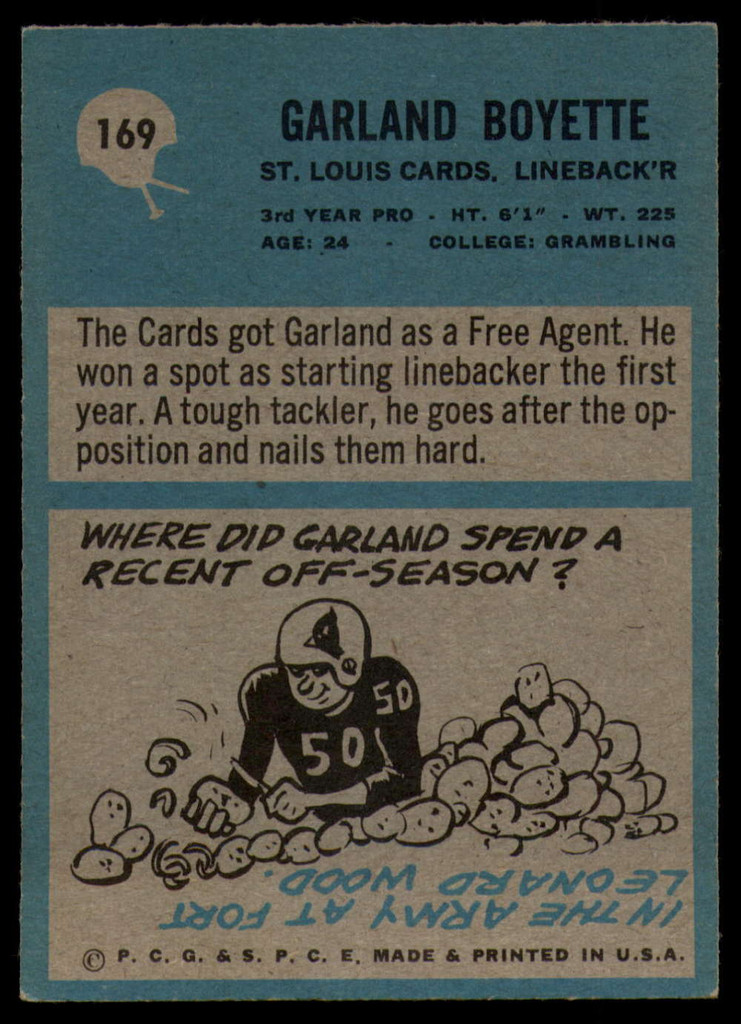 169
GARLAND BOYETTE
ST. LOUIS CARDS. LINEBACK'R
3rd YEAR PRO - HT. 6'1" - WT. 225
AGE: 24 - COLLEGE: GRAMBLING
The Cards got Garland as a Free Agent. He
won a spot as starting linebacker the first
year. A tough tackler, he goes after the op-
position and nails them hard.
WHERE DID GARLAND SPEND A
RECENT OFF-SEASON?
50
50
IN THE ARMY AT FORT
LEONARD WOOD.
© P. C. G. & S. P. C. E. MADE & PRINTED IN U.S.A.